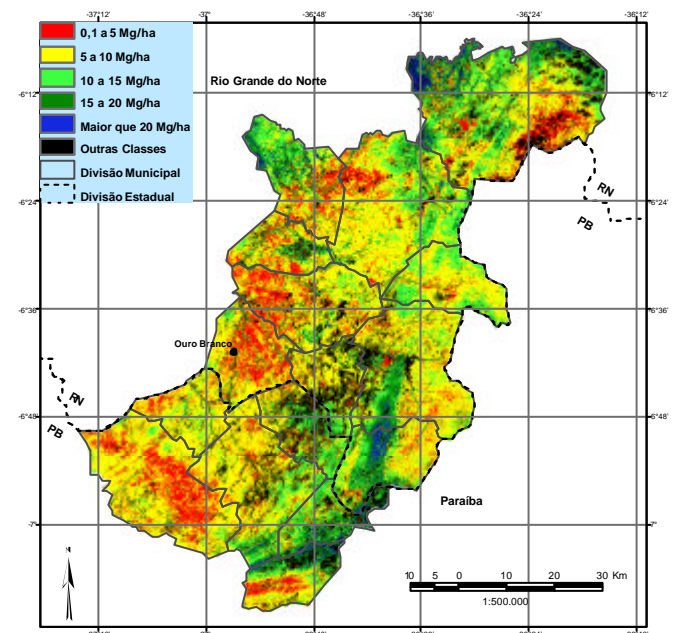 -37°12' -37° -36°48' -36°36' -36°24' -36°12'
0,1 a 5 Mg/ha
5 a 10 Mg/ha
10 a 15 Mg/ha
15 a 20 Mg/ha
Maior que 20 Mg/ha
Outras Classes
Divisão Municipal
Divisão Estadual
Rio Grande do Norte
-6°12' -6°12'
RN
-6°24' -6°24'
PB
-6°36' -6°36'
Ouro Branco
RN
-6°48' -6°48'
PB
Paraíba
-7° -7°
10 5 0 10 20 30 Km
1:500.000